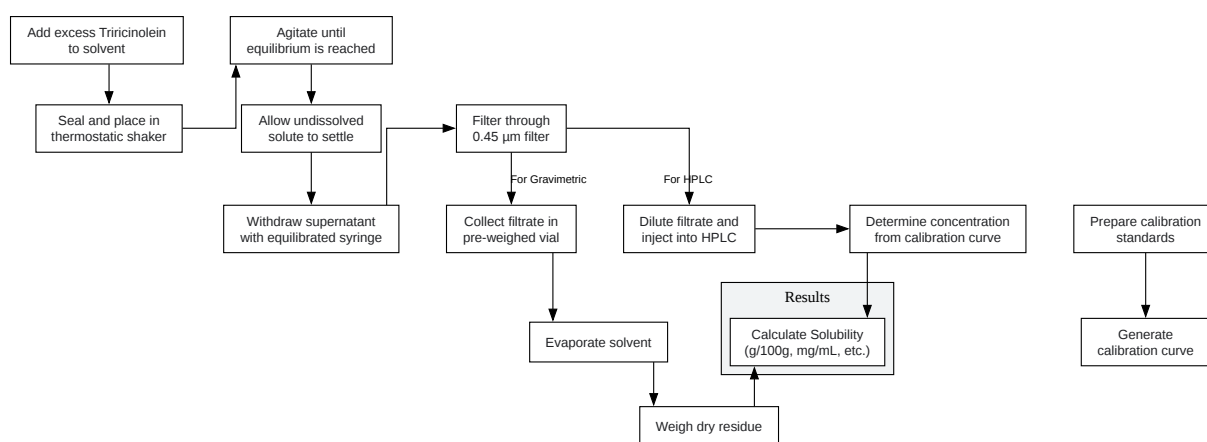 Add excess Triricinolein
to solvent
Seal and place in
thermostatic shaker
Agitate until
equilibrium is reached
Allow undissolved
solute to settle
Withdraw supernatant
with equilibrated syringe
Filter through
0.45 µm filter
For Gravimetric
For HPLC
Collect filtrate in
pre-weighed vial
Evaporate solvent
Weigh dry residue
Dilute filtrate and
inject into HPLC
Determine concentration
from calibration curve
Results
Calculate Solubility
(g/100g, mg/mL, etc.)
Prepare calibration
standards
Generate
calibration curve